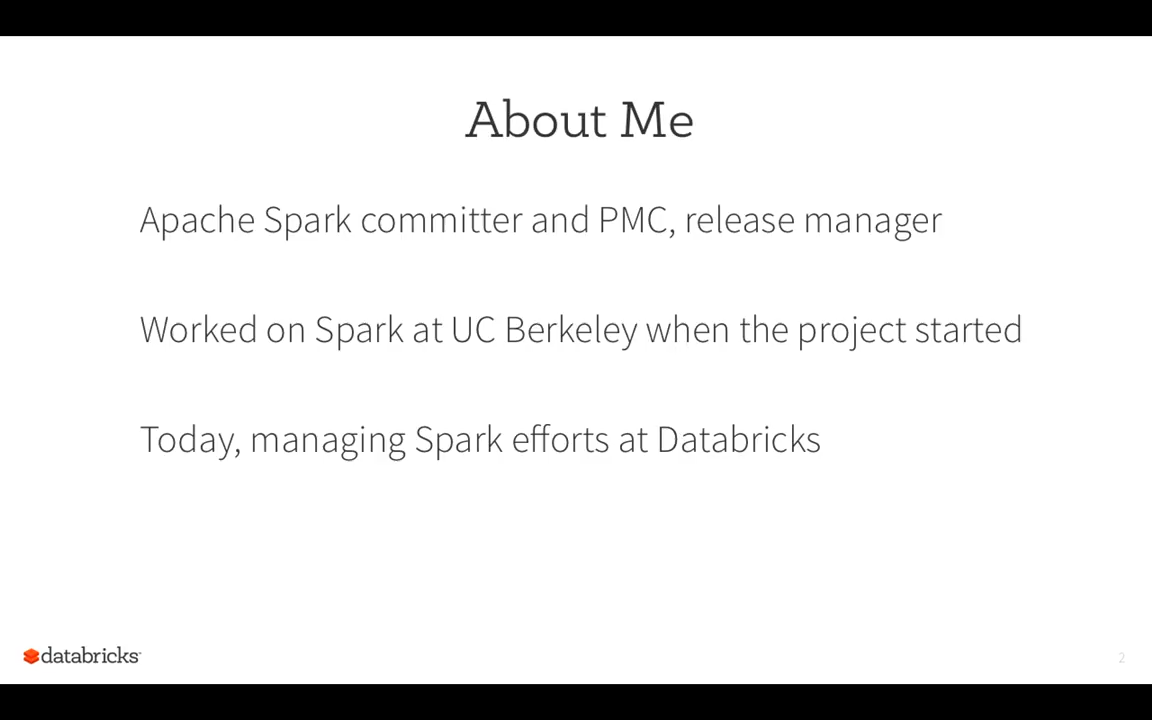 About Me
Apache Spark committer and PMC, release manager
Worked on Spark at UC Berkeley when the project started
Today, managing Spark efforts at Databricks
databricks
2